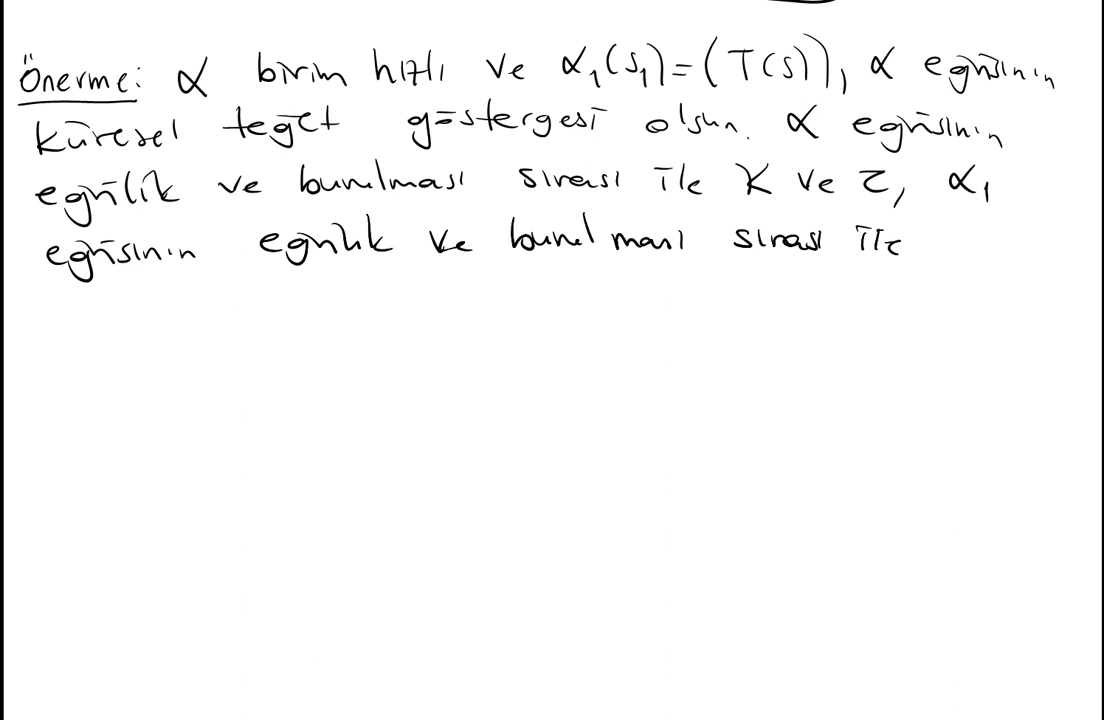 Önerme: α birim hızlı ve α₁(s₁)=(T(s)), α eğrisinin
küresel teğet göstergesi olsun. α eğrisinin
eğrilik ve burulması sırası ile κ ve τ, α₁
eğrisinin eğrilik ve burulması sırası ile